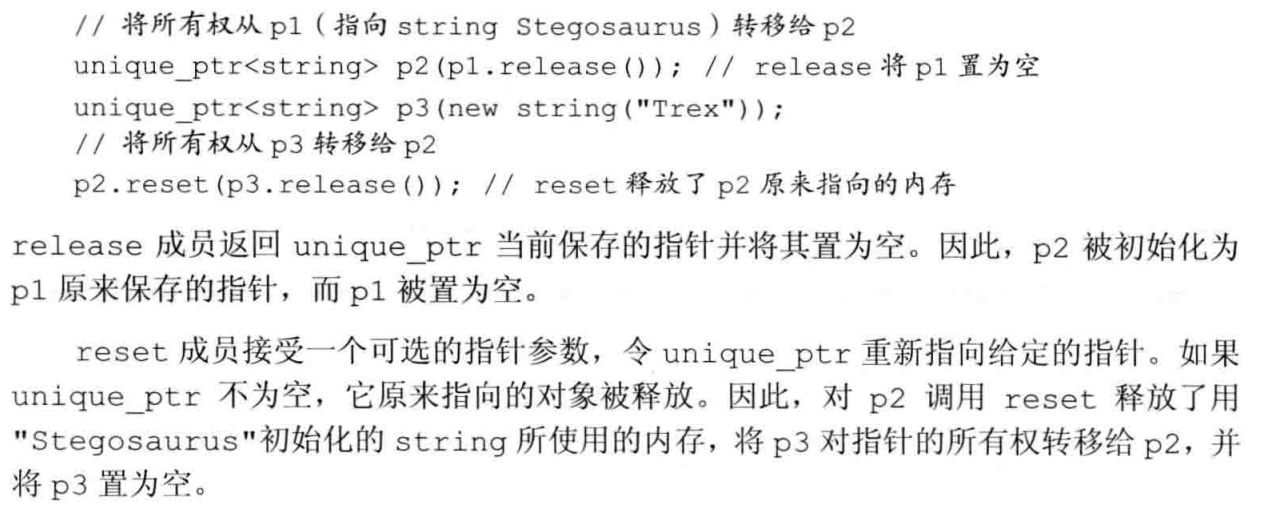 // 将所有权从 p1（指向 string Stegosaurus）转移给 p2
unique_ptr<string> p2(p1.release()); // release 将 p1 置为空
unique_ptr<string> p3(new string("Trex"));
// 将所有权从 p3 转移给 p2
p2.reset(p3.release()); // reset 释放了 p2 原来指向的内存
release 成员返回 unique_ptr 当前保存的指针并将其置为空。因此，p2 被初始化为
p1 原来保存的指针，而 p1 被置为空。
reset 成员接受一个可选的指针参数，令 unique_ptr 重新指向给定的指针。如果
unique_ptr 不为空，它原来指向的对象被释放。因此，对 p2 调用 reset 释放了用
"Stegosaurus"初始化的 string 所使用的内存，将 p3 对指针的所有权转移给 p2，并
将 p3 置为空。